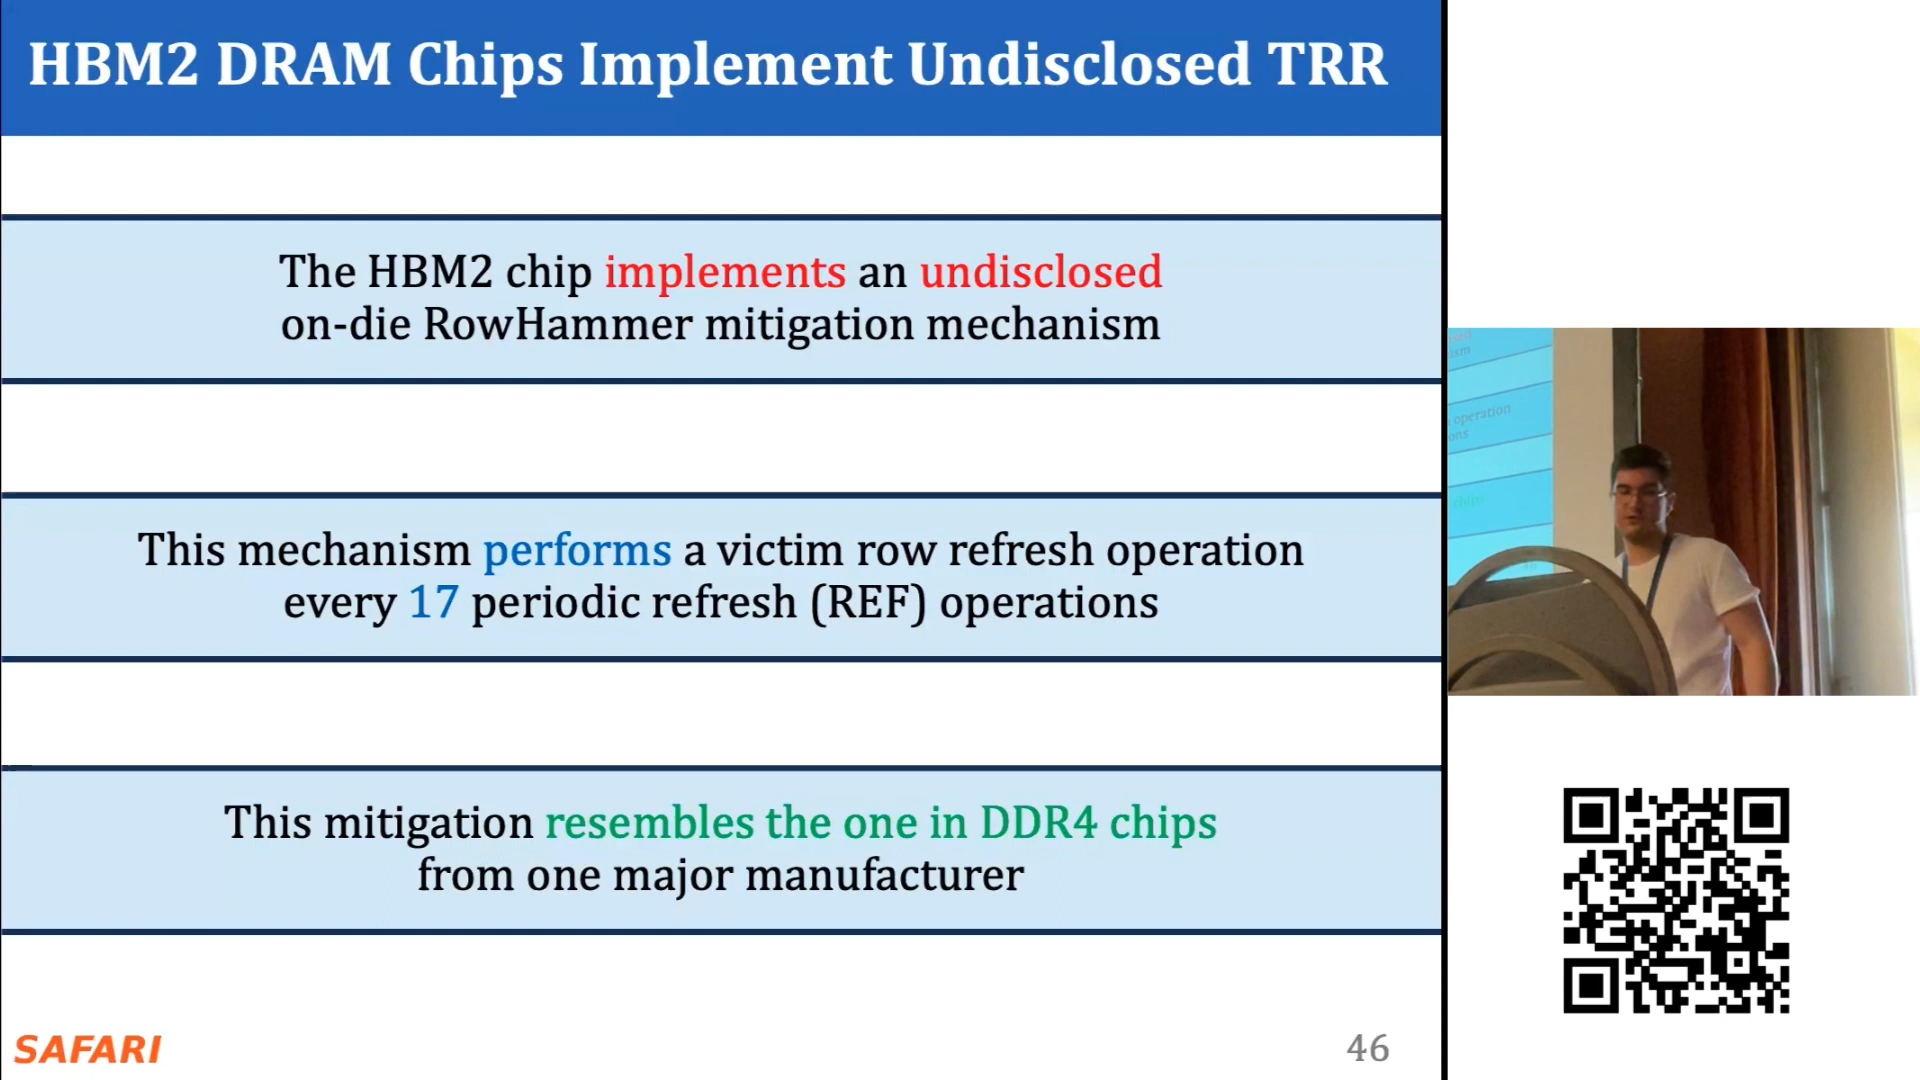 HBM2 DRAM Chips Implement Undisclosed TRR
The HBM2 chip implements an undisclosed
on-die RowHammer mitigation mechanism
This mechanism performs a victim row refresh operation
every 17 periodic refresh (REF) operations
This mitigation resembles the one in DDR4 chips
from one major manufacturer
SAFARI
46
operation
chips